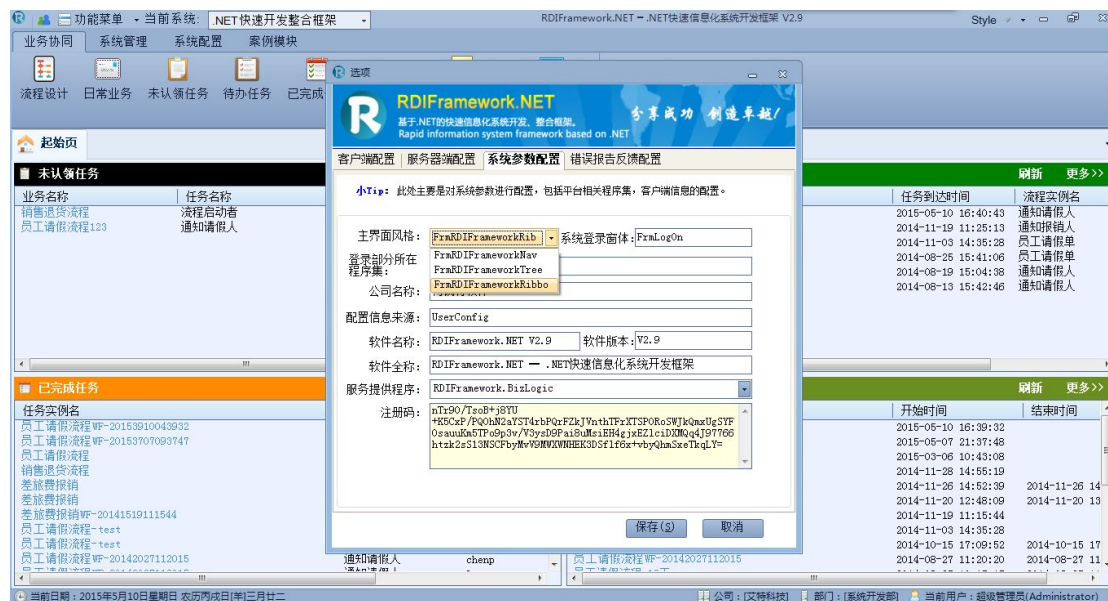 功能菜单 当前系统: .NET快速开发整合框架 RDIFramework.NET ━ .NET快速信息化系统开发框架 V2.9 Style
业务协同 系统管理 系统配置 案例模块
流程设计 日常业务 未认领任务 待办任务 已完成
起始页
未认领任务 刷新 更多>>
业务名称 任务名称 任务到达时间 流程实例名
销售退货流程 流程启动者 2015-05-10 16:40:43 通知请假人
员工请假流程123 通知请假人 2014-11-19 11:25:13 通知报销人
2014-11-03 14:35:28 员工请假单
2014-08-25 15:41:06 员工请假单
2014-08-19 15:04:38 通知请假人
2014-08-13 15:42:46 通知请假人
选项
RDIFramework.NET
基于.NET的快速信息化系统开发、整合框架。
Rapid information system framework based on .NET
分享成功 创造卓越!
客户端配置 服务器端配置 系统参数配置 错误报告反馈配置
小Tip: 此处主要是对系统参数进行配置，包括平台相关程序集，客户端信息的配置。
主界面风格: FrmRDIFrameworkRib 系统登录窗体: FrmLogOn
FrmRDIFrameworkNav
FrmRDIFrameworkTree
FrmRDIFrameworkRibbo
登录部分所在
程序集:
公司名称:
配置信息来源: UserConfig
软件名称: RDIFramework.NET V2.9 软件版本: V2.9
软件全称: RDIFramework.NET ━ .NET快速信息化系统开发框架
服务提供程序: RDIFramework.BizLogic
注册码: nTr90/TsoB+j8YU
+K5CxP/PQOhN2aYST4rbPQrFZkJVnthTFrXTSPORoSWJkQmxUgSYF
OsauuKm5TPo9p3v/V3ysD9Pai8uMsiEH4gjxEZlciDXMQq4J97766
htzk2sS13NSCFbyMvV9MWXWNHEK3DSflf6x+vbyQhmSxeTkqLY=
保存(S) 取消
已完成任务 刷新 更多>>
任务实例名 开始时间 结束时间
员工请假流程WF-20153910043932 2015-05-10 16:39:32
员工请假流程WF-20153707093747 2015-05-07 21:37:48
员工请假流程 2015-03-06 10:43:08
销售退货流程 2014-11-28 14:55:19
差旅费报销 2014-11-26 14:52:39 2014-11-26 14
差旅费报销 2014-11-20 12:48:09 2014-11-20 13
差旅费报销WF-20141519111544 2014-11-19 11:15:44
员工请假流程-test 2014-11-03 14:35:28
员工请假流程-test 2014-10-15 17:09:52 2014-10-15 17
员工请假流程WF-20142027112015 通知请假人 chenp 员工请假流程WF-20142027112015 2014-08-27 11:20:20 2014-08-27 11
当前日期: 2015年5月10日星期日 农历丙戌日[羊]三月廿二 公司: [艾特科技] 部门: [系统开发部] 当前用户: 超级管理员(Administrator)